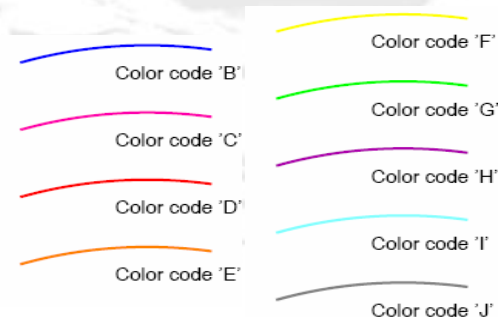 Color code 'B'
Color code 'C'
Color code 'D'
Color code 'E'
Color code 'F'
Color code 'G'
Color code 'H'
Color code 'I'
Color code 'J'